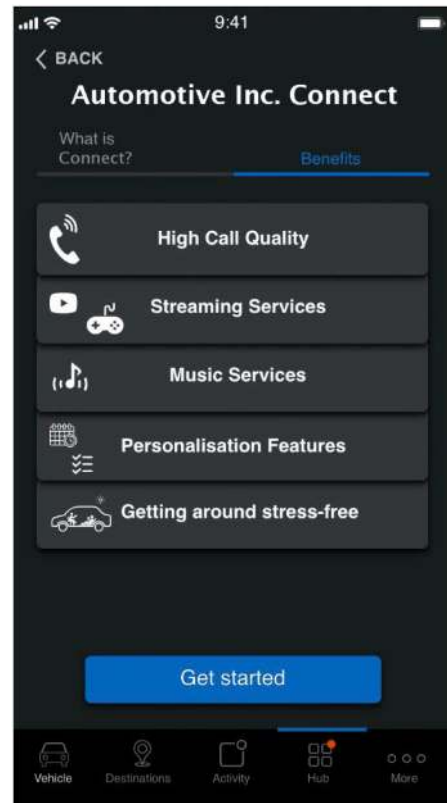 9:41
BACK
Automotive Inc. Connect
What is
Connect?
Benefits
High Call Quality
Streaming Services
Music Services
Personalisation Features
Getting around stress-free
Get started
Vehicle
Destinations
Activity
Hub
More